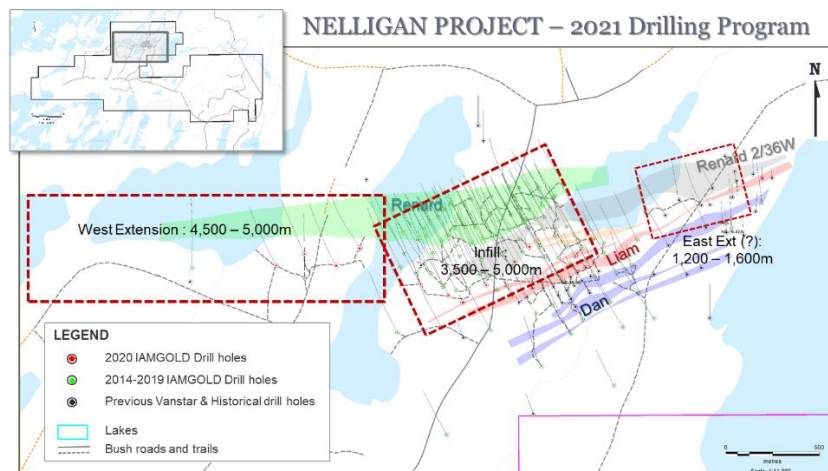 NELLIGAN PROJECT – 2021 Drilling Program
N
Renard 2/36W
Renard
West Extension : 4,500 – 5,000m
Infill:
3,500 – 5,000m
East Ext (?):
1,200 – 1,600m
Liam
Dan
LEGEND
2020 IAMGOLD Drill holes
2014-2019 IAMGOLD Drill holes
Previous Vanstar & Historical drill holes
Lakes
Bush roads and trails
0 500
metres